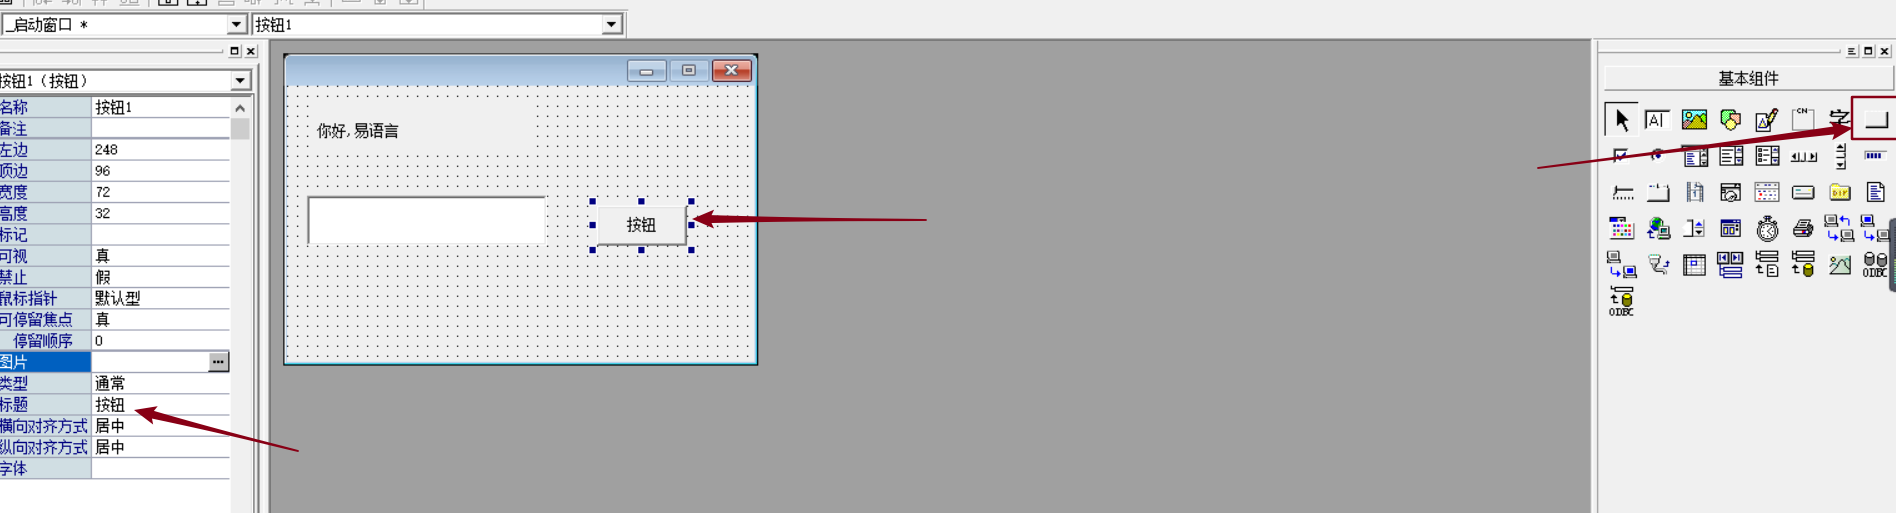 _启动窗口 *
按钮1
按钮1（按钮）
名称 按钮1
备注
左边 248
顶边 96
宽度 72
高度 32
标记
可视 真
禁止 假
鼠标指针 默认型
可停留焦点 真
停留顺序 0
图片 ...
类型 通常
标题 按钮
横向对齐方式 居中
纵向对齐方式 居中
字体
你好,易语言
按钮
基本组件
A
CN
字
DIR
ODBC
ODBC